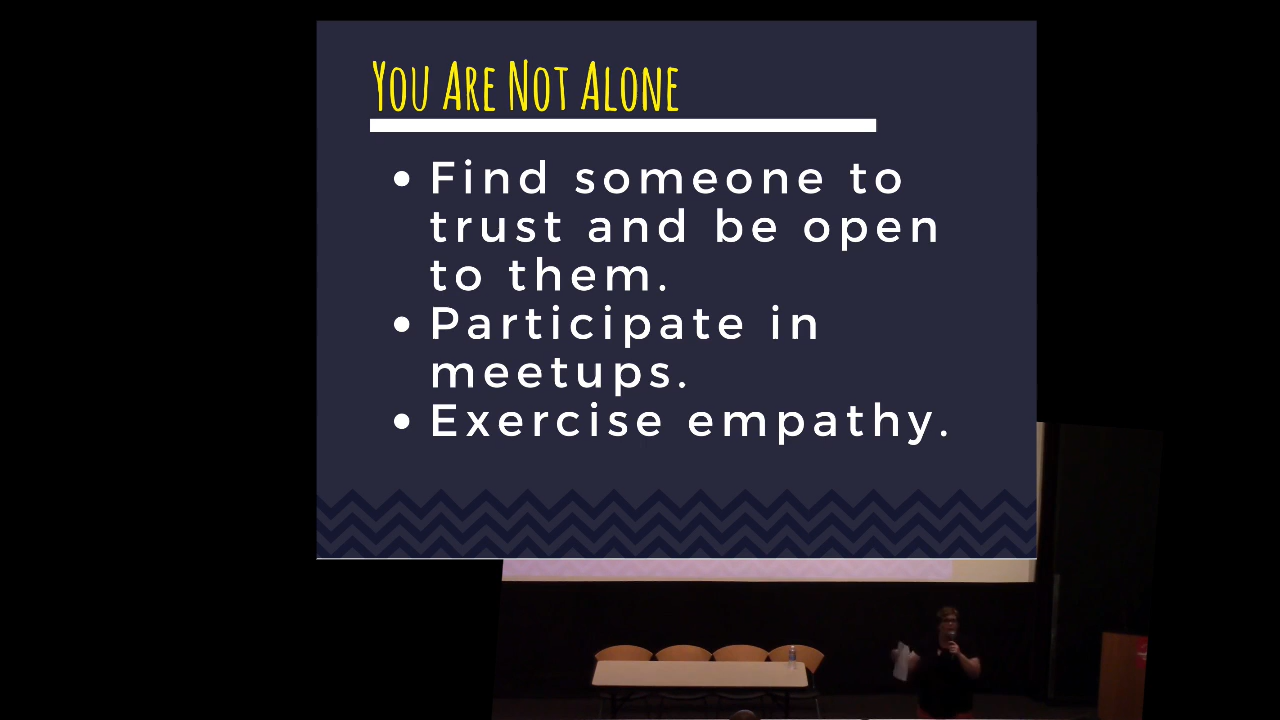 You Are Not Alone
• Find someone to
trust and be open
to them.
• Participate in
meetups.
• Exercise empathy.